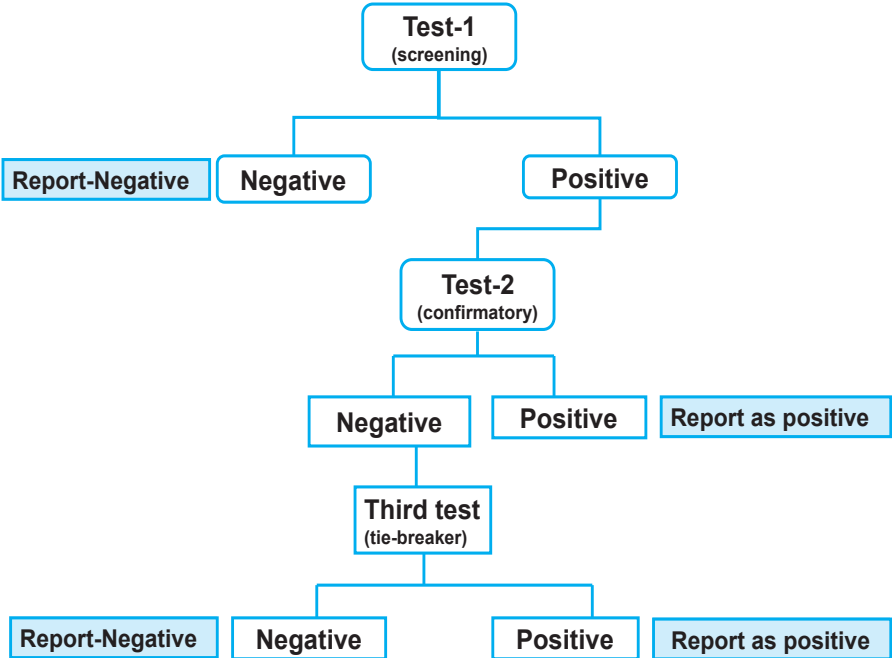 Test-1
(screening)
Report-Negative
Negative
Positive
Test-2
(confirmatory)
Negative
Positive
Report as positive
Third test
(tie-breaker)
Report-Negative
Negative
Positive
Report as positive